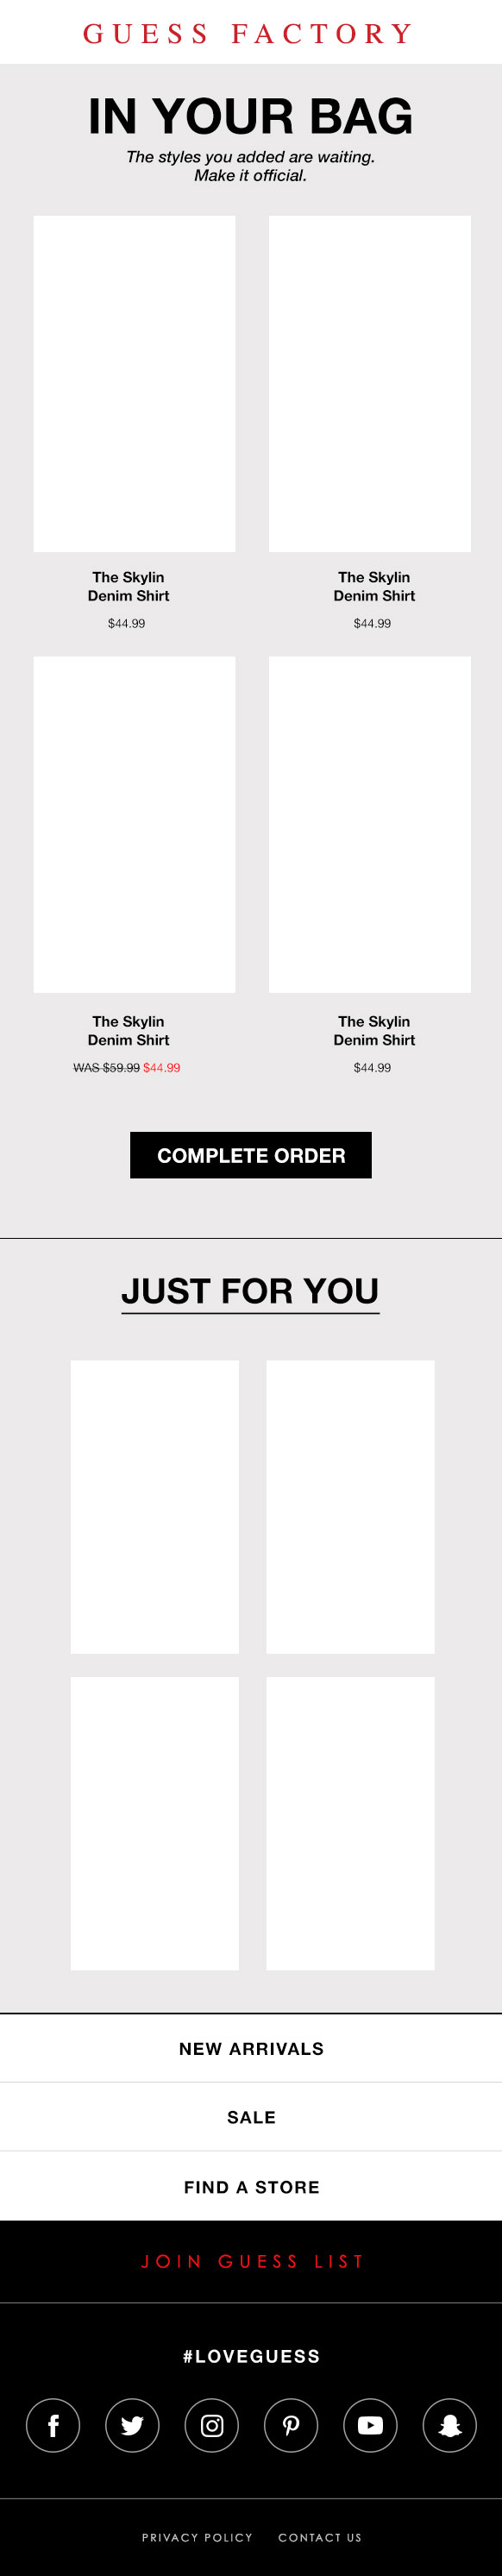 GUESS FACTORY
IN YOUR BAG
The styles you added are waiting.
Make it official.
The Skylin
Denim Shirt
$44.99
The Skylin
Denim Shirt
$44.99
The Skylin
Denim Shirt
WAS $59.99 $44.99
The Skylin
Denim Shirt
$44.99
COMPLETE ORDER
JUST FOR YOU
NEW ARRIVALS
SALE
FIND A STORE
JOIN GUESS LIST
#LOVEGUESS
PRIVACY POLICY CONTACT US